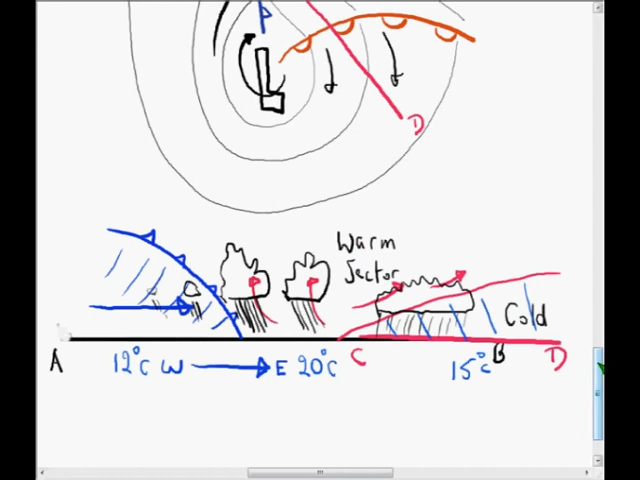 P
L
D
Warm
Sector
Cold
A
12°C W E 20°C C 15°C B D